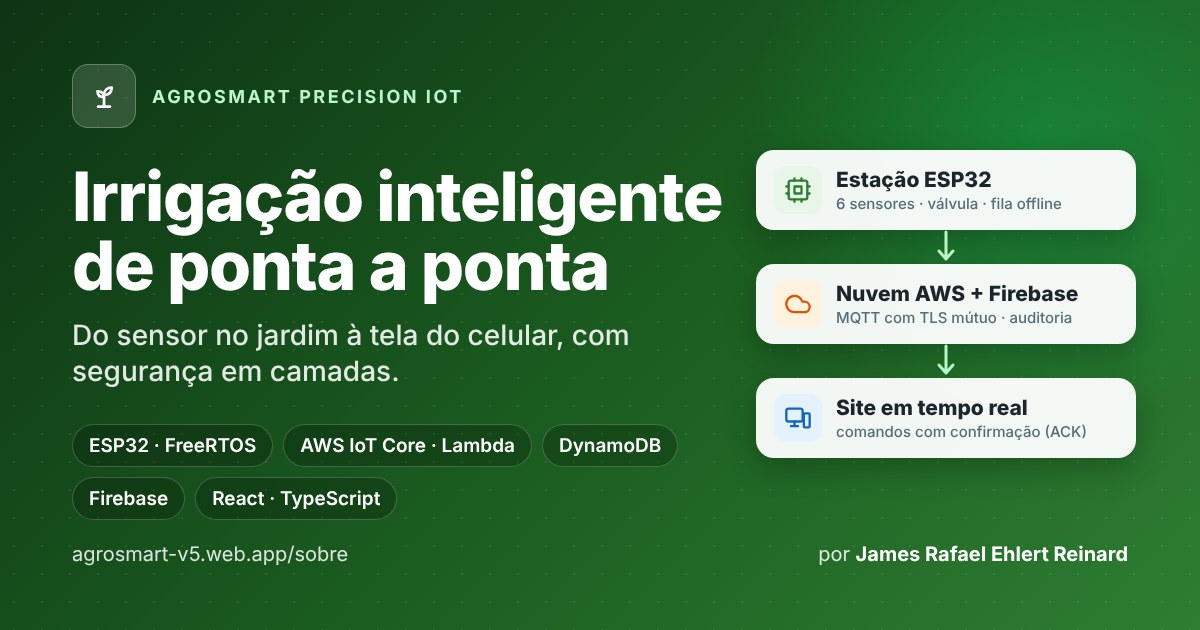 AGROSMART PRECISION IOT
Irrigação inteligente
de ponta a ponta
Do sensor no jardim à tela do celular, com
segurança em camadas.
ESP32 · FreeRTOS
AWS IoT Core · Lambda
DynamoDB
Firebase
React · TypeScript
agrosmart-v5.web.app/sobre
Estação ESP32
6 sensores · válvula · fila offline
Nuvem AWS + Firebase
MQTT com TLS mútuo · auditoria
Site em tempo real
comandos com confirmação (ACK)
por James Rafael Ehlert Reinard